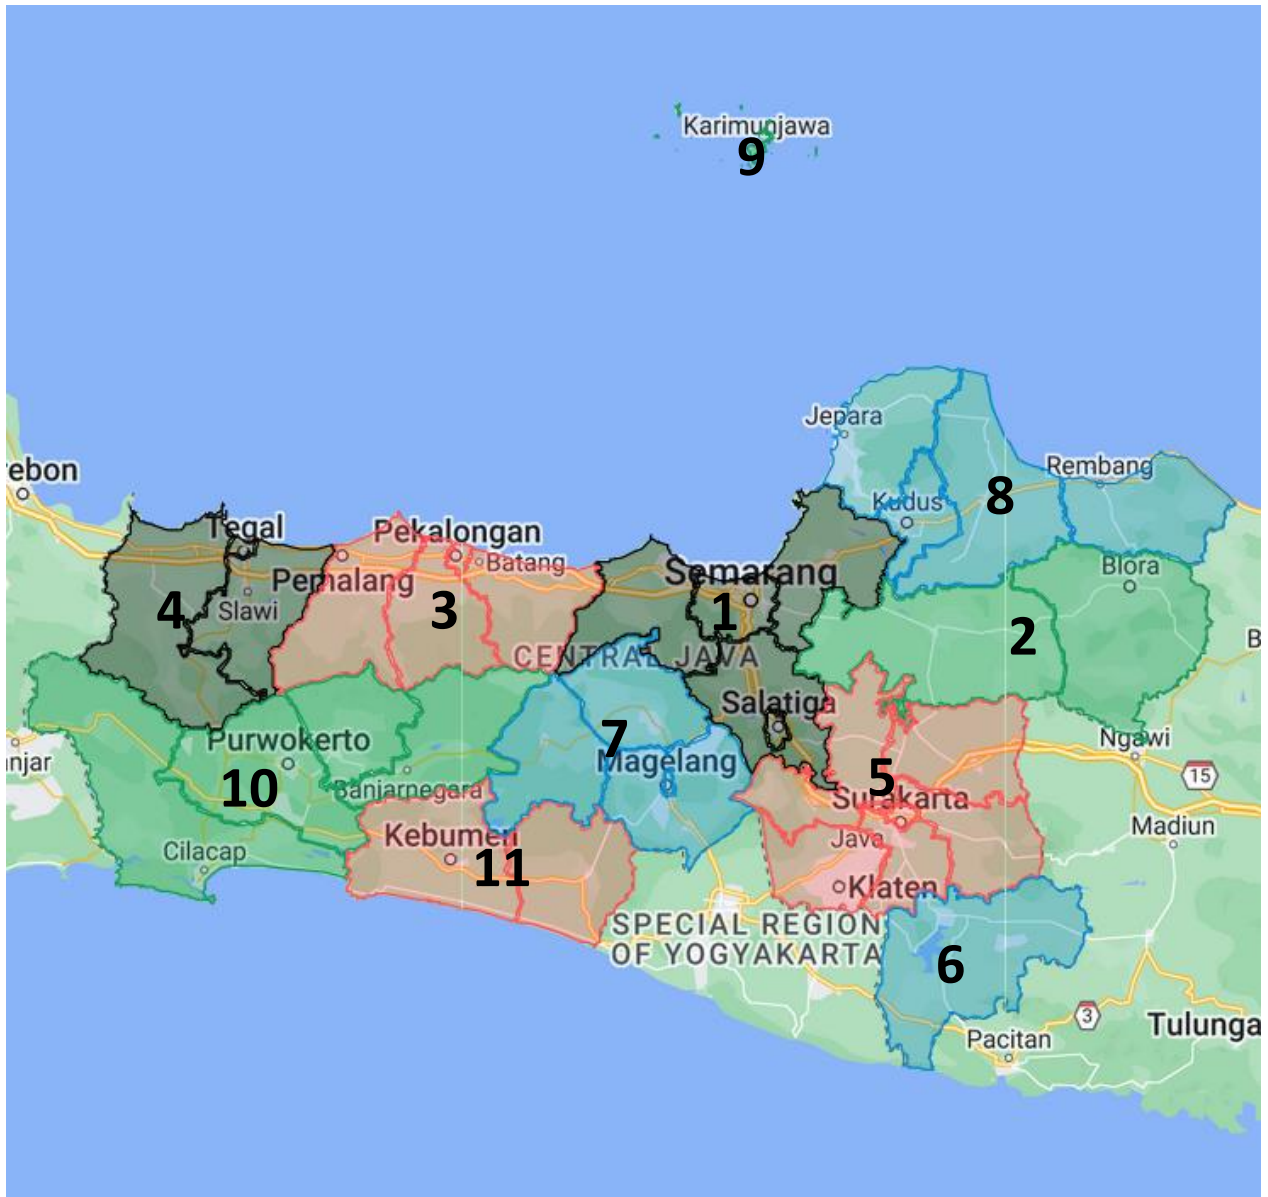 Karimunjawa
9
Jepara
Rembang
ebon
Kudus
8
Tegal
Pekalongan
Batang
Pemalang
Semarang
Blora
4
Slawi
3
1
2
CENTRAL JAVA
B
Salatiga
Purwokerto
7
Ngawi
njar
Magelang
15
10
Banjarnegara
5
Surakarta
Kebumen
Java
Madiun
Cilacap
11
Klaten
SPECIAL REGION
OF YOGYAKARTA
6
3
Pacitan
Tulunga